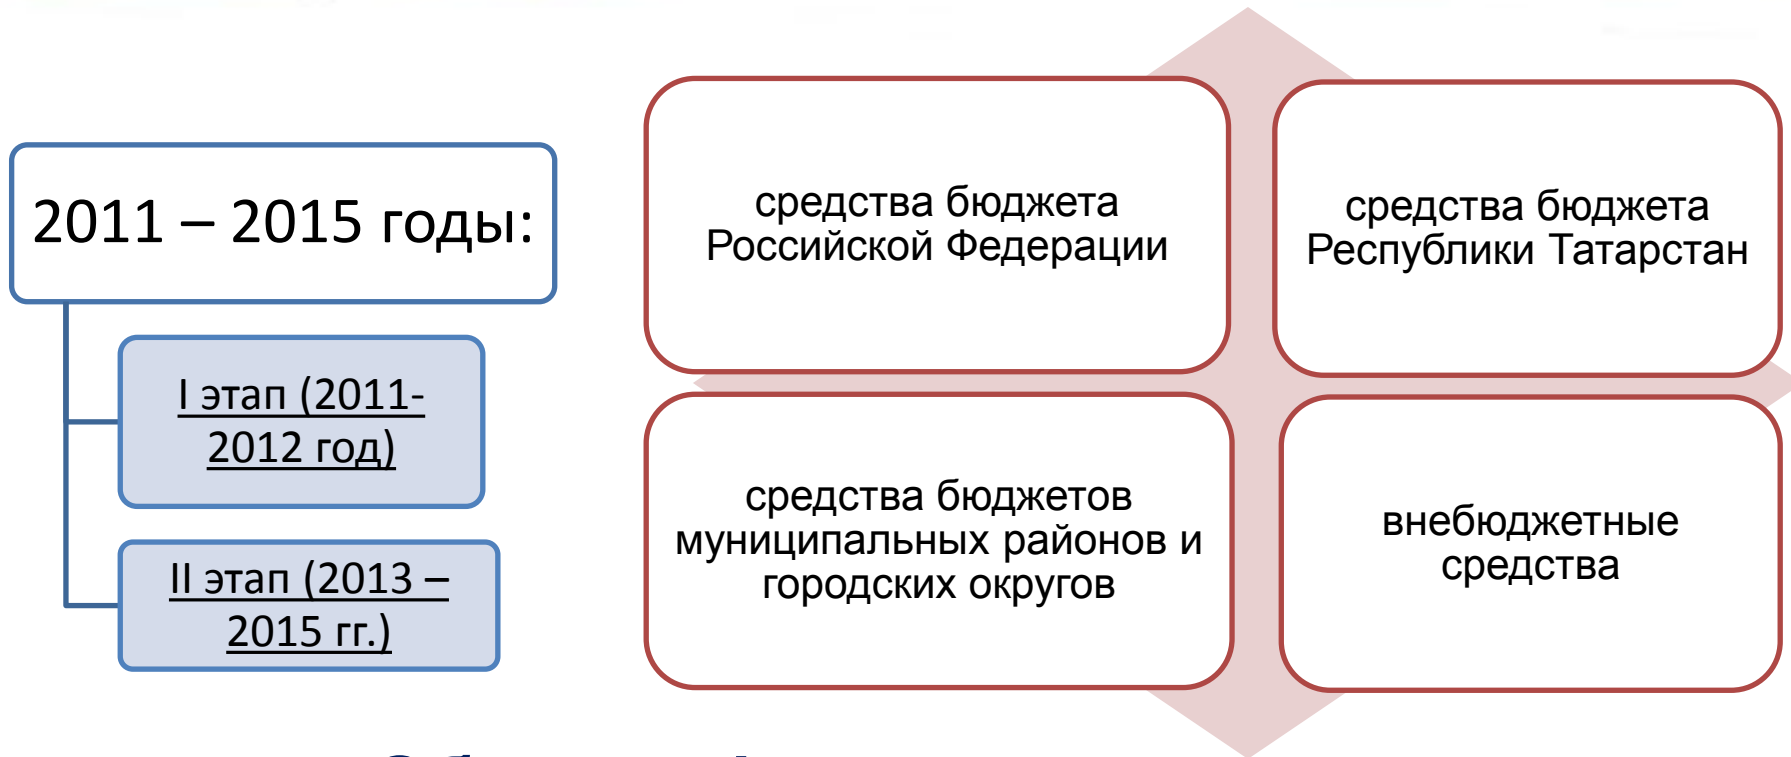 2011 – 2015 годы:
I этап (2011-
2012 год)
II этап (2013 –
2015 гг.)
средства бюджета
Российской Федерации
средства бюджета
Республики Татарстан
средства бюджетов
муниципальных районов и
городских округов
внебюджетные
средства